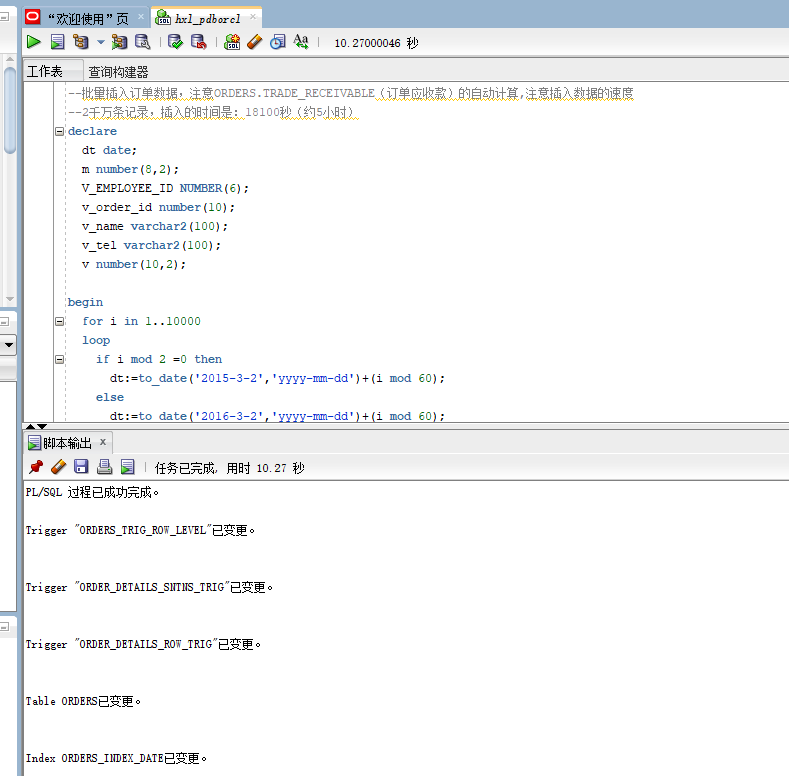 “欢迎使用”页
hxl_pdborcl
10.27000046 秒
工作表
查询构建器
--批量插入订单数据，注意ORDERS.TRADE_RECEIVABLE（订单应收款）的自动计算,注意插入数据的速度
--2千万条记录，插入的时间是：18100秒（约5小时）
declare
dt date;
m number(8,2);
V_EMPLOYEE_ID NUMBER(6);
v_order_id number(10);
v_name varchar2(100);
v_tel varchar2(100);
v number(10,2);
begin
for i in 1..10000
loop
if i mod 2 =0 then
dt:=to_date('2015-3-2','yyyy-mm-dd')+(i mod 60);
else
dt:=to_date('2016-3-2','yyyy-mm-dd')+(i mod 60);
脚本输出
任务已完成, 用时 10.27 秒
PL/SQL 过程已成功完成。
Trigger "ORDERS_TRIG_ROW_LEVEL"已变更。
Trigger "ORDER_DETAILS_SNTNS_TRIG"已变更。
Trigger "ORDER_DETAILS_ROW_TRIG"已变更。
Table ORDERS已变更。
Index ORDERS_INDEX_DATE已变更。